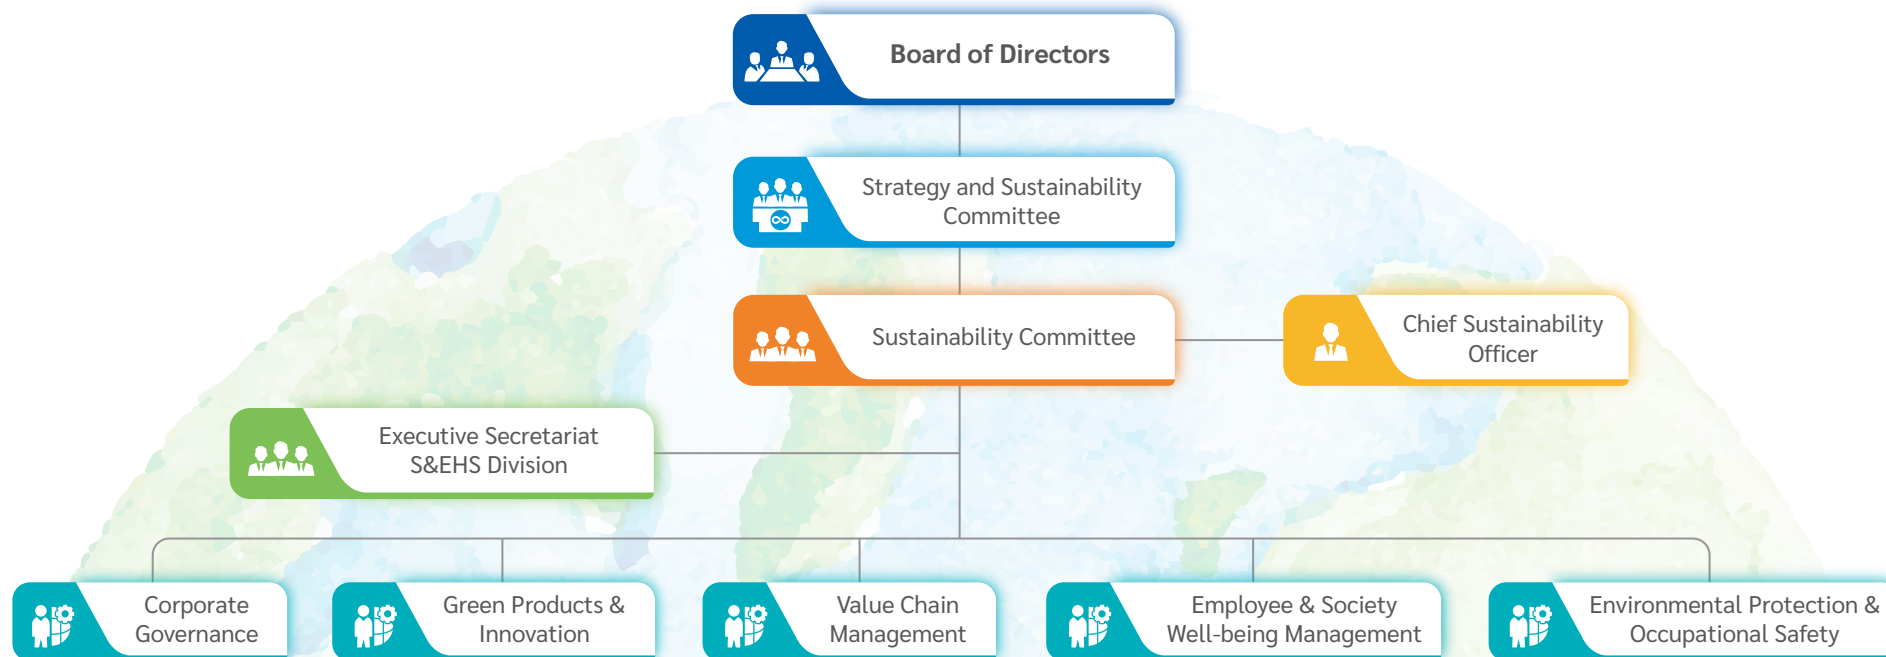 Board of Directors
Strategy and Sustainability
Committee
Sustainability Committee
Chief Sustainability
Officer
Executive Secretariat
S&EHS Division
Corporate
Governance
Green Products &
Innovation
Value Chain
Management
Employee & Society
Well-being Management
Environmental Protection &
Occupational Safety